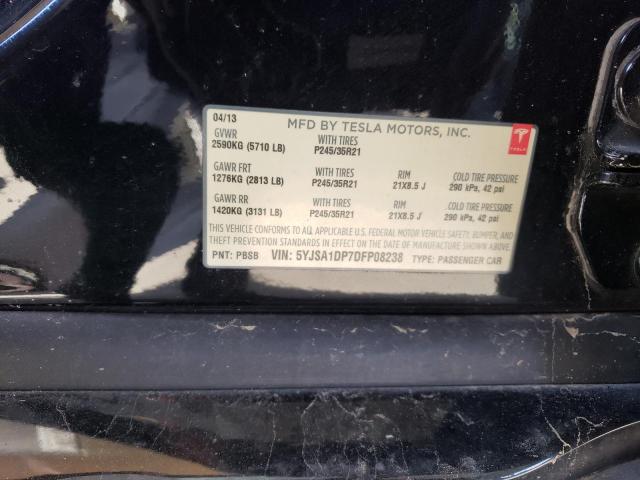 04/13 MFD BY TESLA MOTORS, INC.
GVWR WITH TIRES
2590KG (5710 LB) P245/35R21
TESLA
GAWR FRT WITH TIRES RIM COLD TIRE PRESSURE
1276KG (2813 LB) P245/35R21 21X8.5 J 290 kPa, 42 psi
GAWR RR WITH TIRES RIM COLD TIRE PRESSURE
1420KG (3131 LB) P245/35R21 21X8.5 J 290 kPa, 42 psi
THIS VEHICLE CONFORMS TO ALL APPLICABLE U.S. FEDERAL MOTOR VEHICLE SAFETY, BUMPER, AND
THEFT PREVENTION STANDARDS IN EFFECT ON THE DATE OF MANUFACTURE SHOWN ABOVE.
PNT: PBSB VIN: 5YJSA1DP7DFP08238 TYPE: PASSENGER CAR